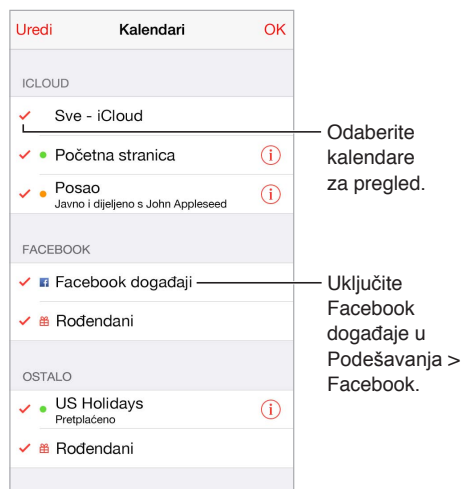 Uredi Kalendari OK
ICLOUD
Sve - iCloud
Početna stranica
Posao
Javno i dijeljeno s John Appleseed
FACEBOOK
Facebook događaji
Rođendani
OSTALO
US Holidays
Pretplaćeno
Rođendani
Odaberite
kalendare
za pregled.
Uključite
Facebook
događaje u
Podešavanja >
Facebook.